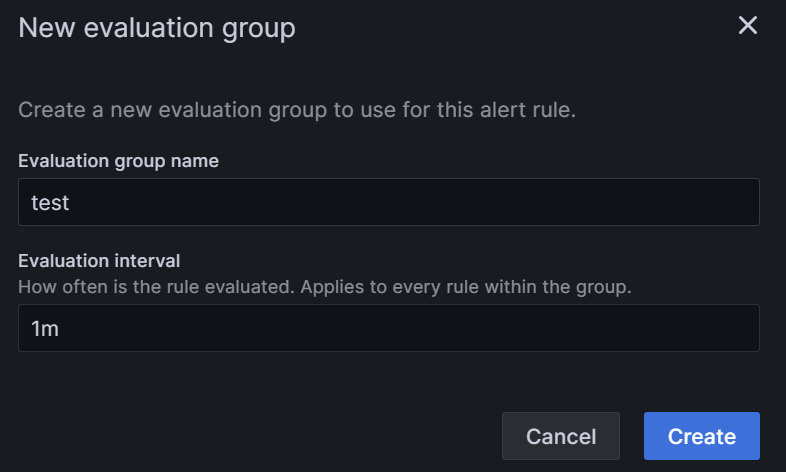 New evaluation group
Create a new evaluation group to use for this alert rule.
Evaluation group name
test
Evaluation interval
How often is the rule evaluated. Applies to every rule within the group.
1m
Cancel Create